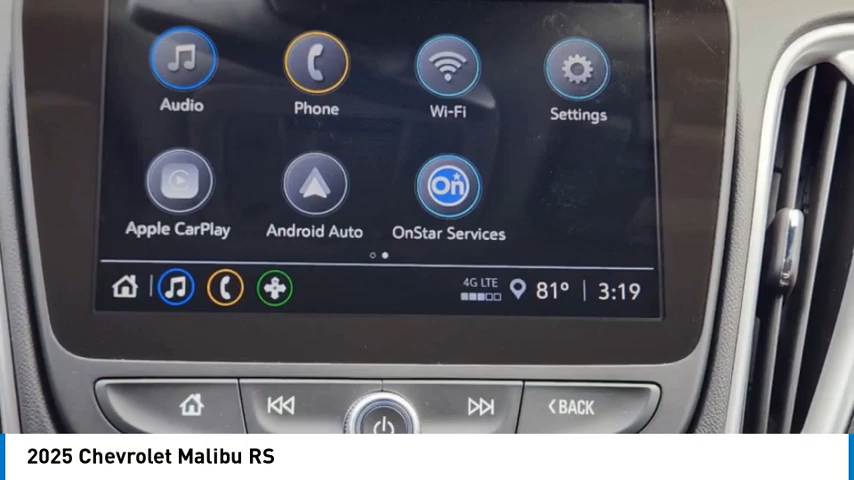 Audio Phone Wi-Fi Settings
Apple CarPlay Android Auto On OnStar Services
4G LTE 81° 3:19
BACK
2025 Chevrolet Malibu RS